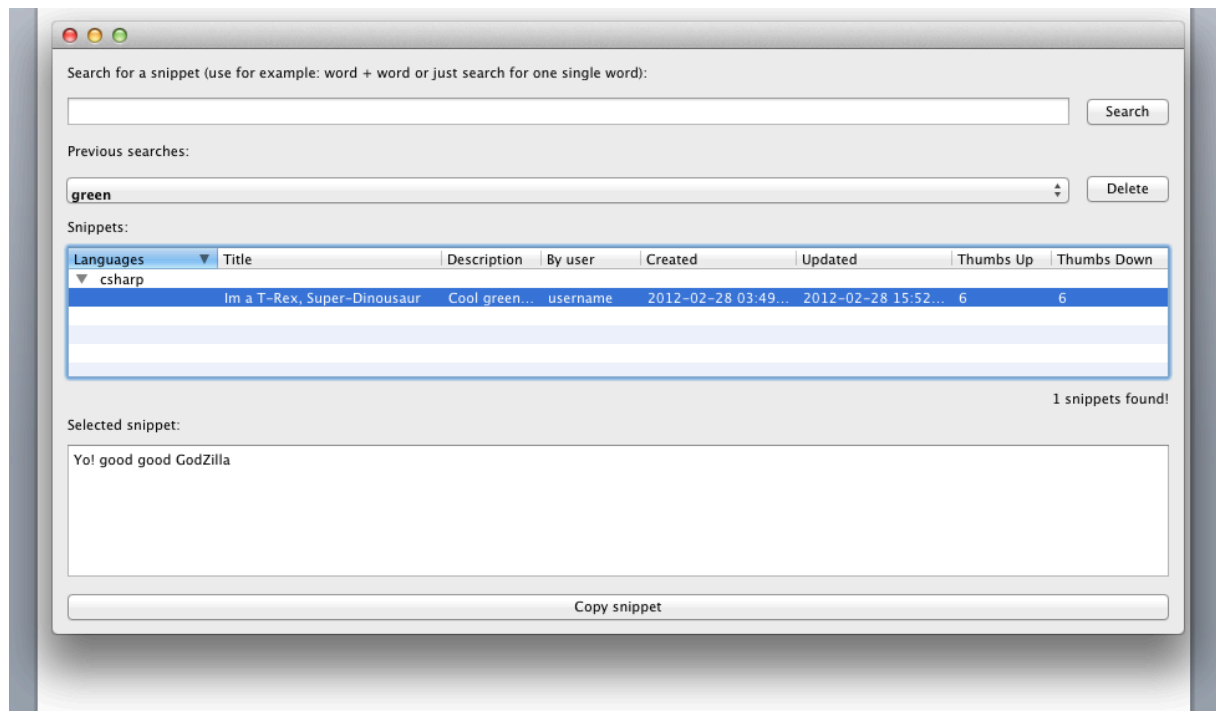 Search for a snippet (use for example: word + word or just search for one single word):
Search
Previous searches:
green
Delete
Snippets:
Languages Title Description By user Created Updated Thumbs Up Thumbs Down
csharp
Im a T-Rex, Super-Dinousaur Cool green... username 2012-02-28 03:49... 2012-02-28 15:52... 6 6
1 snippets found!
Selected snippet:
Yo! good good GodZilla
Copy snippet